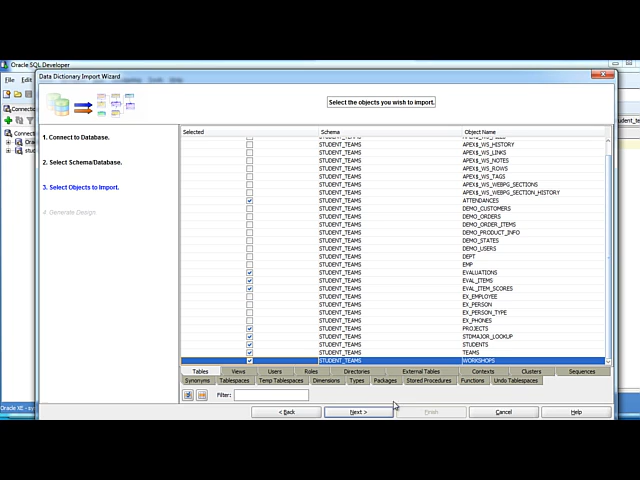 Oracle SQL Developer
Data Dictionary Import Wizard
File Edit
Select the objects you wish to import.
1. Connect to Database.
2. Select Schema/Database.
3. Select Objects to Import.
4. Generate Design
Selected Schema Object Name
STUDENT_TEAMS
STUDENT_TEAMS APEX$_WS_HISTORY
STUDENT_TEAMS APEX$_WS_LINKS
STUDENT_TEAMS APEX$_WS_NOTES
STUDENT_TEAMS APEX$_WS_ROWS
STUDENT_TEAMS APEX$_WS_TAGS
STUDENT_TEAMS APEX$_WS_WEBPG_SECTIONS
STUDENT_TEAMS APEX$_WS_WEBPG_SECTION_HISTORY
STUDENT_TEAMS ATTENDANCES
STUDENT_TEAMS DEMO_CUSTOMERS
STUDENT_TEAMS DEMO_ORDERS
STUDENT_TEAMS DEMO_ORDER_ITEMS
STUDENT_TEAMS DEMO_PRODUCT_INFO
STUDENT_TEAMS DEMO_STATES
STUDENT_TEAMS DEMO_USERS
STUDENT_TEAMS DEPT
STUDENT_TEAMS EMP
STUDENT_TEAMS EVALUATIONS
STUDENT_TEAMS EVAL_ITEMS
STUDENT_TEAMS EVAL_ITEM_SCORES
STUDENT_TEAMS EX_EMPLOYEE
STUDENT_TEAMS EX_PERSON
STUDENT_TEAMS EX_PERSON_TYPE
STUDENT_TEAMS EX_PHONES
STUDENT_TEAMS PROJECTS
STUDENT_TEAMS STDMAJOR_LOOKUP
STUDENT_TEAMS STUDENTS
STUDENT_TEAMS TEAMS
STUDENT_TEAMS WORKSHOPS
Tables Views Users Roles Directories External Tables Contexts Clusters Sequences
Synonyms Tablespaces Temp Tablespaces Dimensions Types Packages Stored Procedures Functions Undo Tablespaces
Filter:
< Back Next > Finish Cancel Help